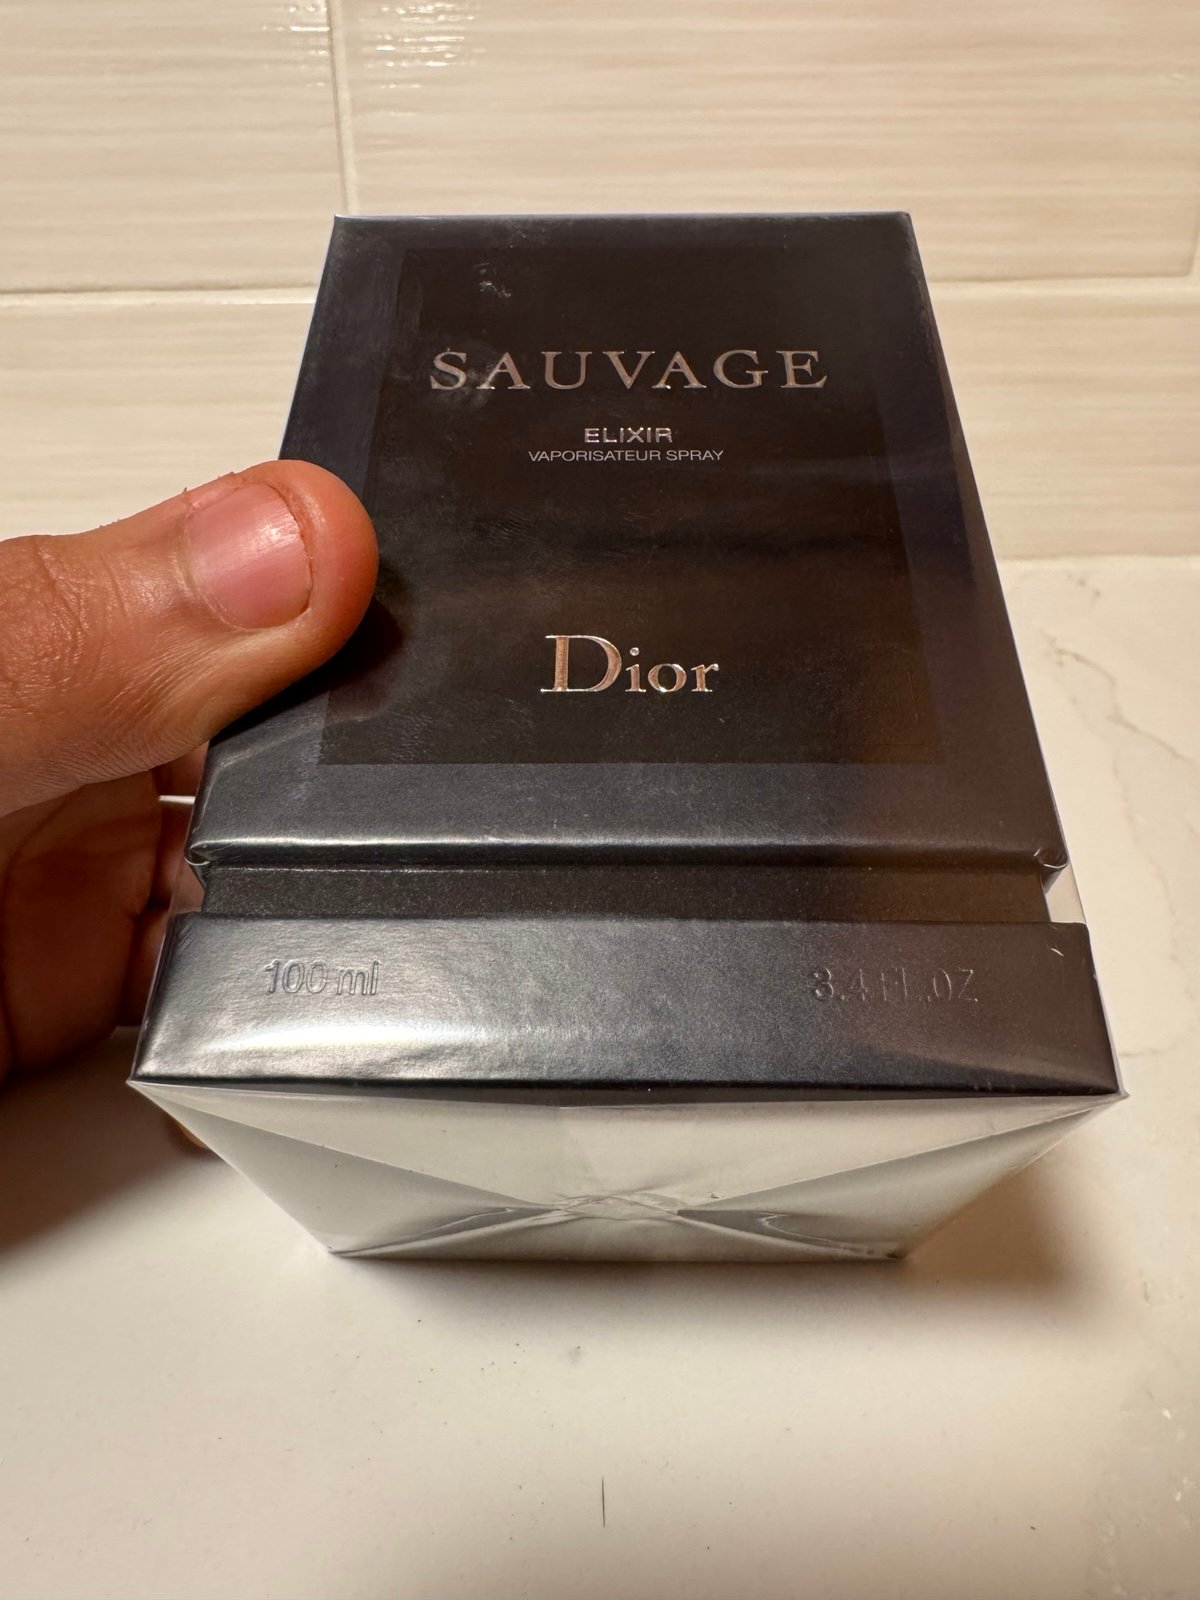 SAUVAGE
ELIXIR
VAPORISATEUR SPRAY
Dior
100 ml 3.4 FL.OZ